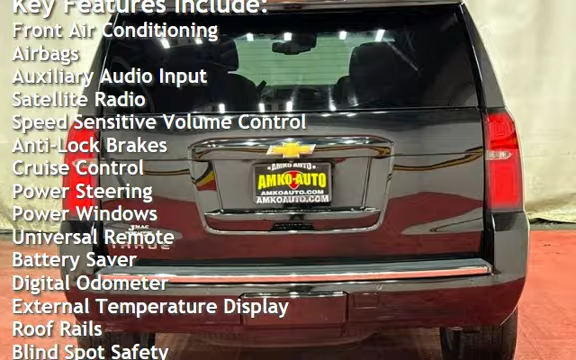 Key Features Include:
Front Air Conditioning
Airbags
Auxiliary Audio Input
Satellite Radio
Speed Sensitive Volume Control
Anti-Lock Brakes
Cruise Control
Power Steering
Power Windows
Universal Remote
Battery Saver
Digital Odometer
External Temperature Display
Roof Rails
Blind Spot Safety
AMKO AUTO
AMKO AUTO
AMKOAUTO.COM
AMKOAUTO.COM